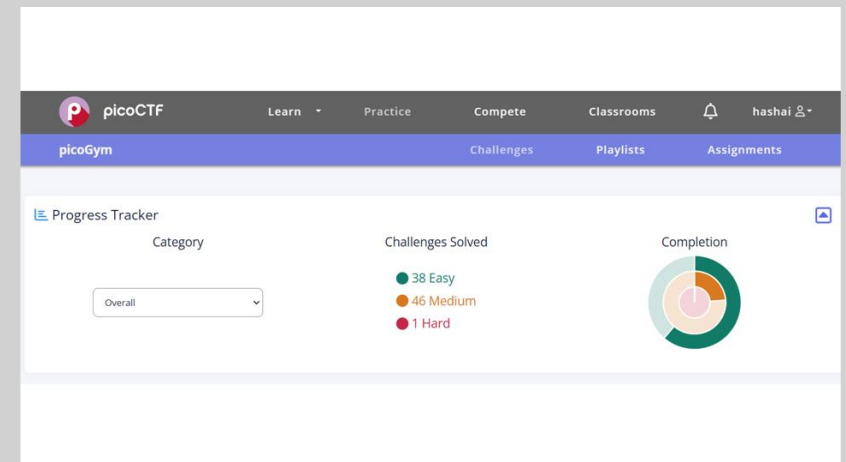 picoCTF Learn Practice Compete Classrooms hashai
picoGym Challenges Playlists Assignments
Progress Tracker
Category Challenges Solved Completion
Overall
38 Easy
46 Medium
1 Hard